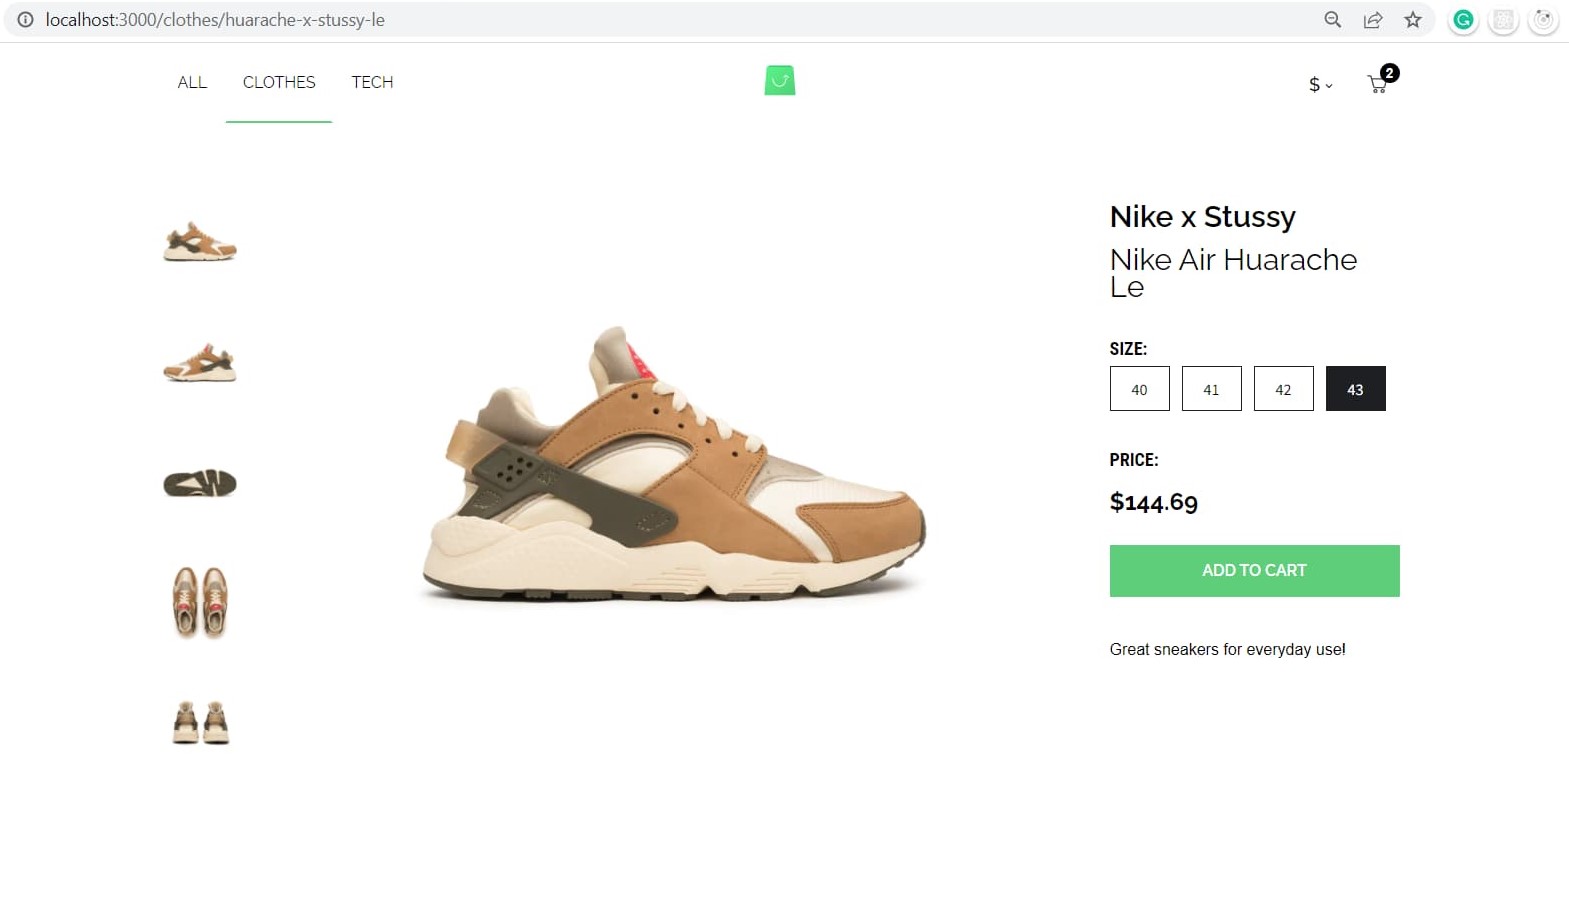 localhost:3000/clothes/huarache-x-stussy-le
ALL CLOTHES TECH
$ 2
Nike x Stussy
Nike Air Huarache
Le
SIZE:
40 41 42 43
PRICE:
$144.69
ADD TO CART
Great sneakers for everyday use!